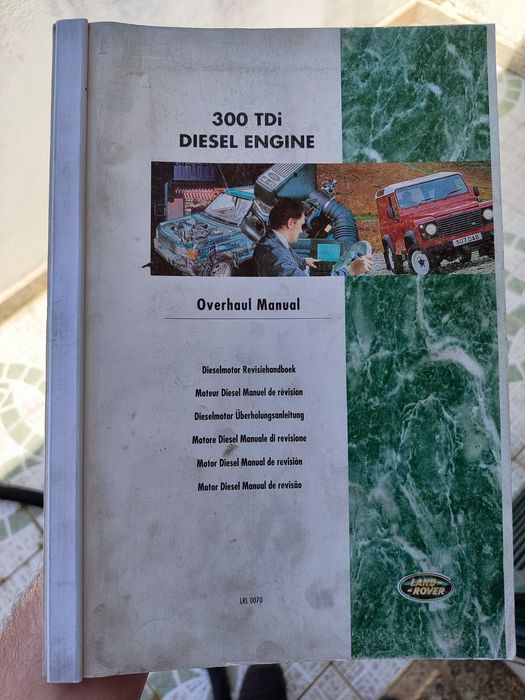 300 TDi
DIESEL ENGINE
Overhaul Manual
Dieselmotor Revisiehandboek
Moteur Diesel Manuel de révision
Dieselmotor Überholungsanleitung
Motore Diesel Manuale di revisione
Motor Diesel Manual de revisión
Motor Diesel Manual de revisão
LAND
ROVER
LRL 0070